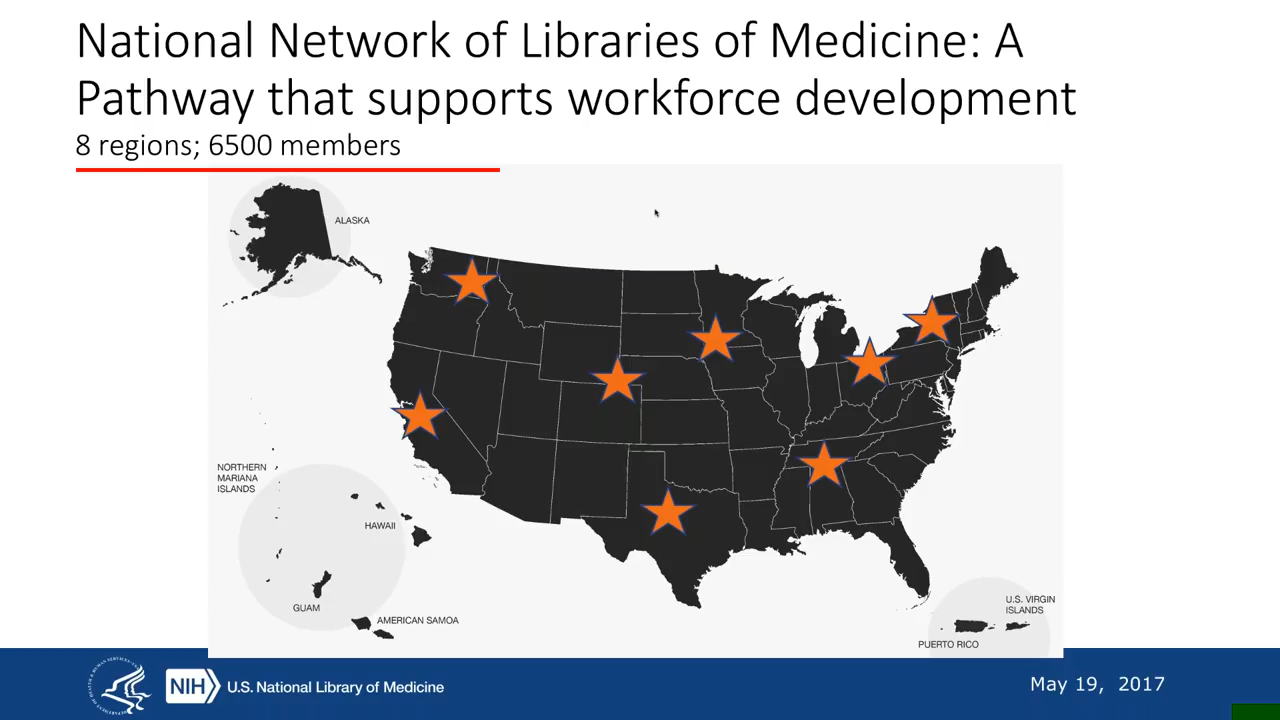 National Network of Libraries of Medicine: A
Pathway that supports workforce development
8 regions; 6500 members
ALASKA
NORTHERN
MARIANA
ISLANDS
HAWAII
GUAM
AMERICAN SAMOA
U.S. VIRGIN
ISLANDS
PUERTO RICO
NIH
U.S. National Library of Medicine
May 19, 2017